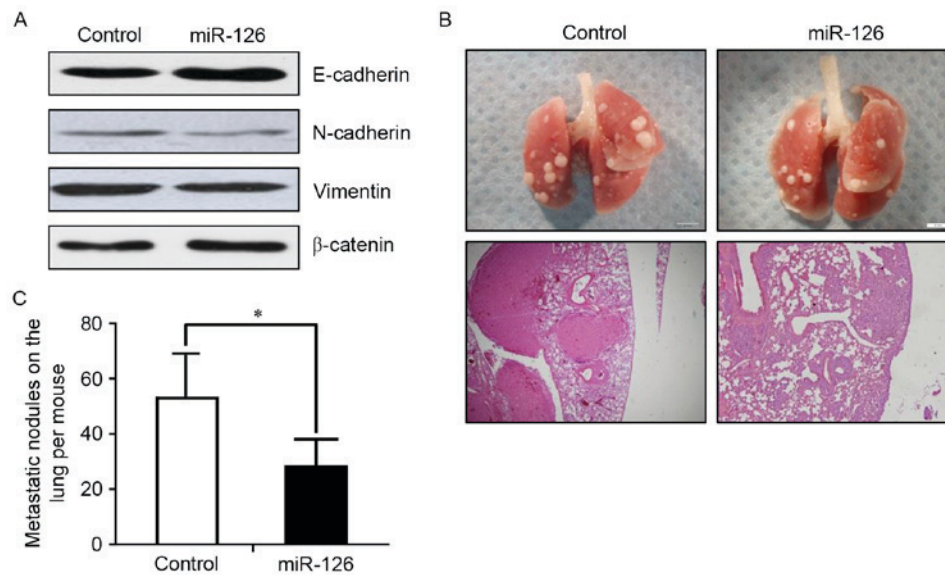 A
Control
miR-126
E-cadherin
N-cadherin
Vimentin
β-catenin
B
Control
miR-126
C
Metastatic nodules on the
lung per mouse
80
60
40
20
0
*
Control
miR-126